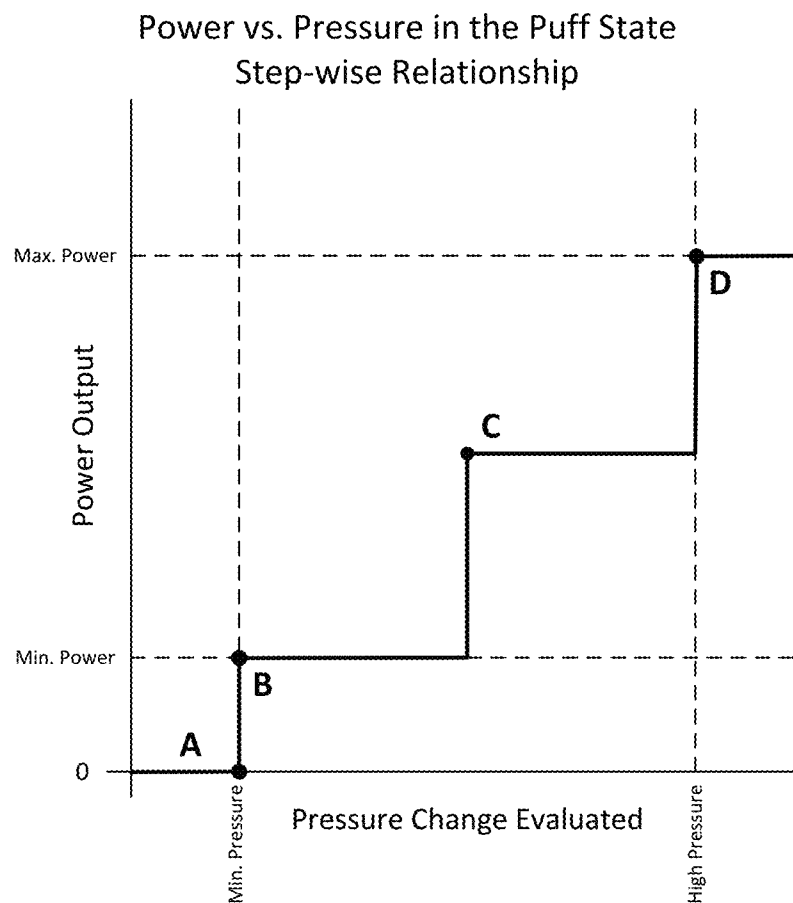 Power vs. Pressure in the Puff State
Step-wise Relationship
Max. Power
D
Power Output
C
Min. Power
B
A
0
Min. Pressure
Pressure Change Evaluated
High Pressure